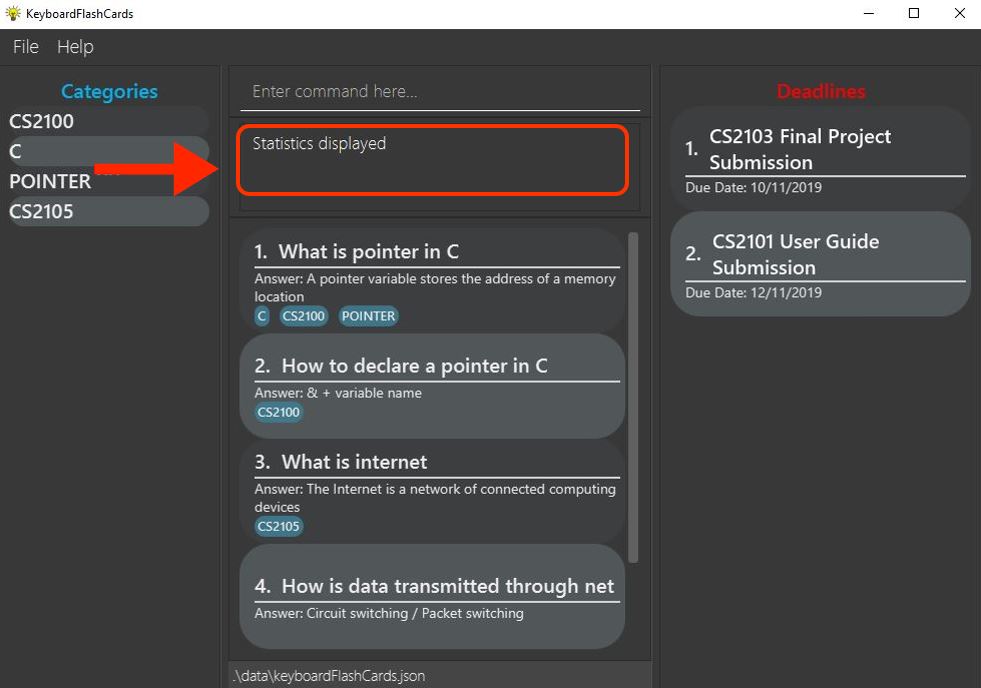 KeyboardFlashCards
File Help
Categories
CS2100
C
POINTER
CS2105
Enter command here...
Statistics displayed
1. What is pointer in C
Answer: A pointer variable stores the address of a memory
location
C CS2100 POINTER
2. How to declare a pointer in C
Answer: & + variable name
CS2100
3. What is internet
Answer: The Internet is a network of connected computing
devices
CS2105
4. How is data transmitted through net
Answer: Circuit switching / Packet switching
.\data\keyboardFlashCards.json
Deadlines
1. CS2103 Final Project
Submission
Due Date: 10/11/2019
2. CS2101 User Guide
Submission
Due Date: 12/11/2019